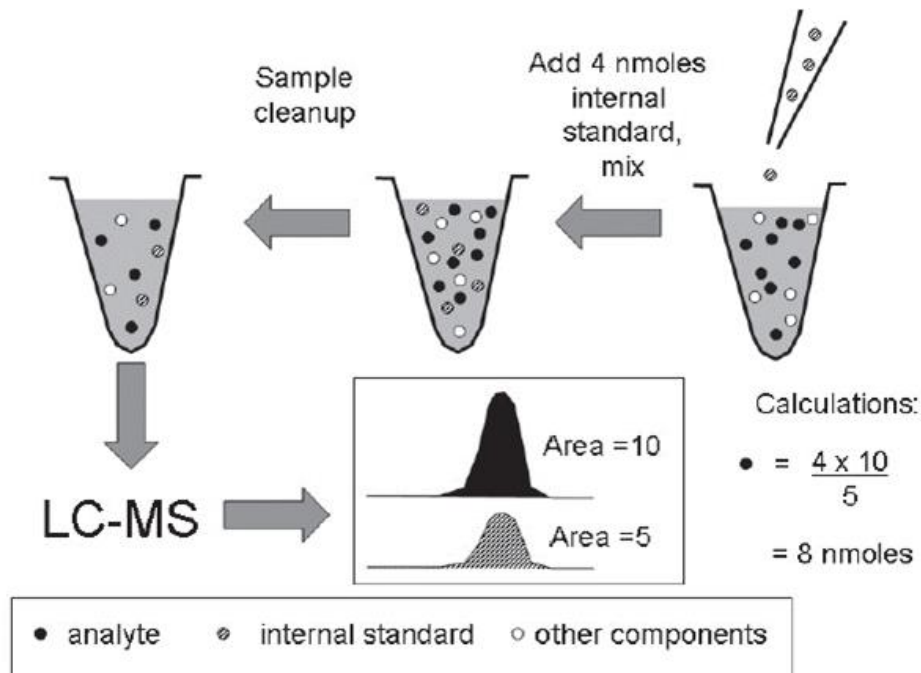 Sample
cleanup
Add 4 nmoles
internal
standard,
mix
LC-MS
Area =10
Area =5
Calculations:
● = 4 x 10
5
= 8 nmoles
● analyte
internal standard
○ other components